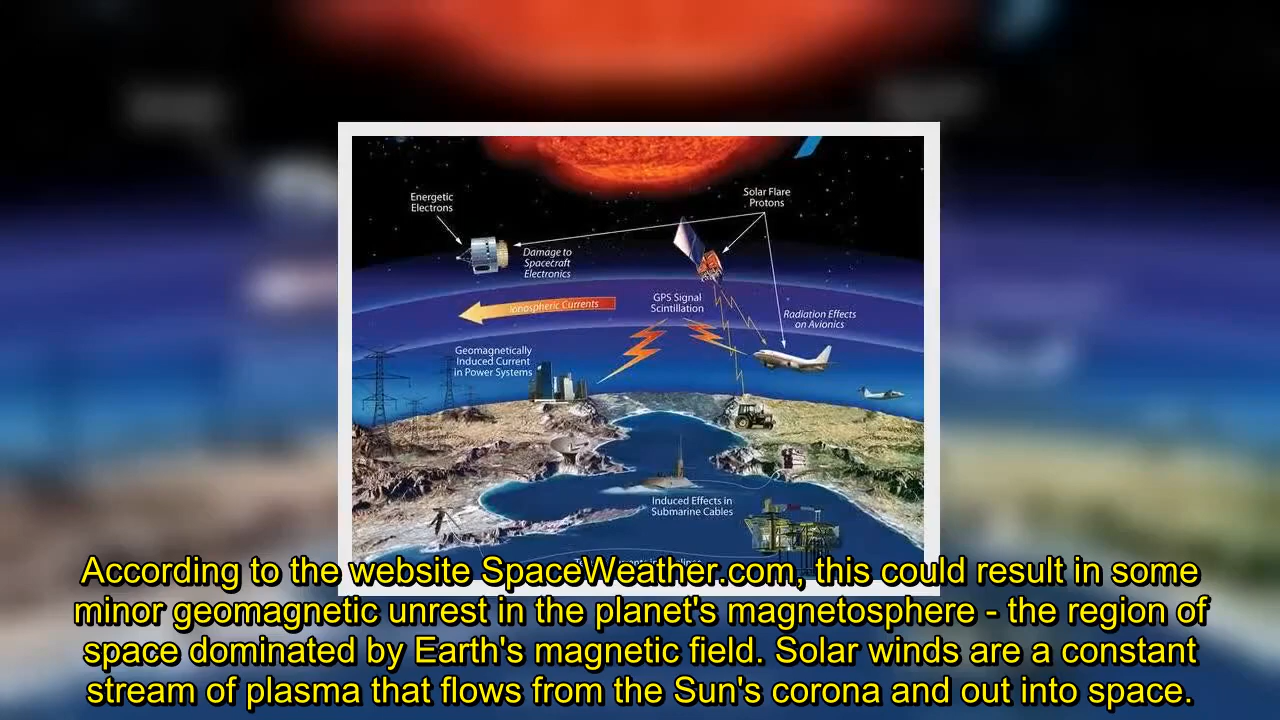 Energetic
Electrons
Solar Flare
Protons
Damage to
Spacecraft
Electronics
Ionospheric Currents
GPS Signal
Scintillation
Radiation Effects
on Avionics
Geomagnetically
Induced Current
in Power Systems
Induced Effects in
Submarine Cables
According to the website SpaceWeather.com, this could result in some
minor geomagnetic unrest in the planet's magnetosphere - the region of
space dominated by Earth's magnetic field. Solar winds are a constant
stream of plasma that flows from the Sun's corona and out into space.